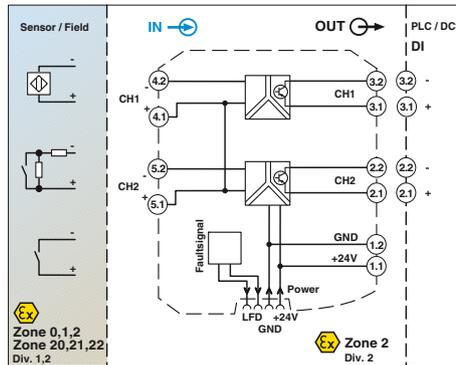 Sensor / Field
IN
OUT
PLC / DC
DI
-
+
-
+
-
+
4.2
-
CH1
+
4.1
3.2
CH1
3.1
3.2 -
3.1 +
5.2
-
CH2
+
5.1
2.2
CH2
2.1
2.2 -
2.1 +
Faultsignal
GND
1.2
+24V
1.1
Power
LFD
+24V
GND
Ex
Zone 0,1,2
Zone 20,21,22
Div. 1,2
Ex
Zone 2
Div. 2